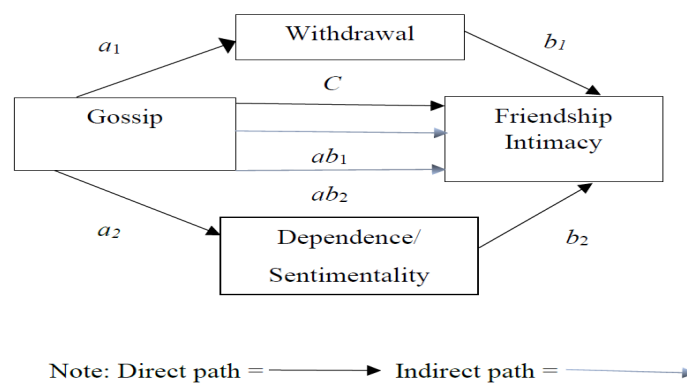 Withdrawal
a1
b1
C
Gossip
Friendship
Intimacy
ab1
ab2
a2
Dependence/
Sentimentality
b2
Note: Direct path = Indirect path =